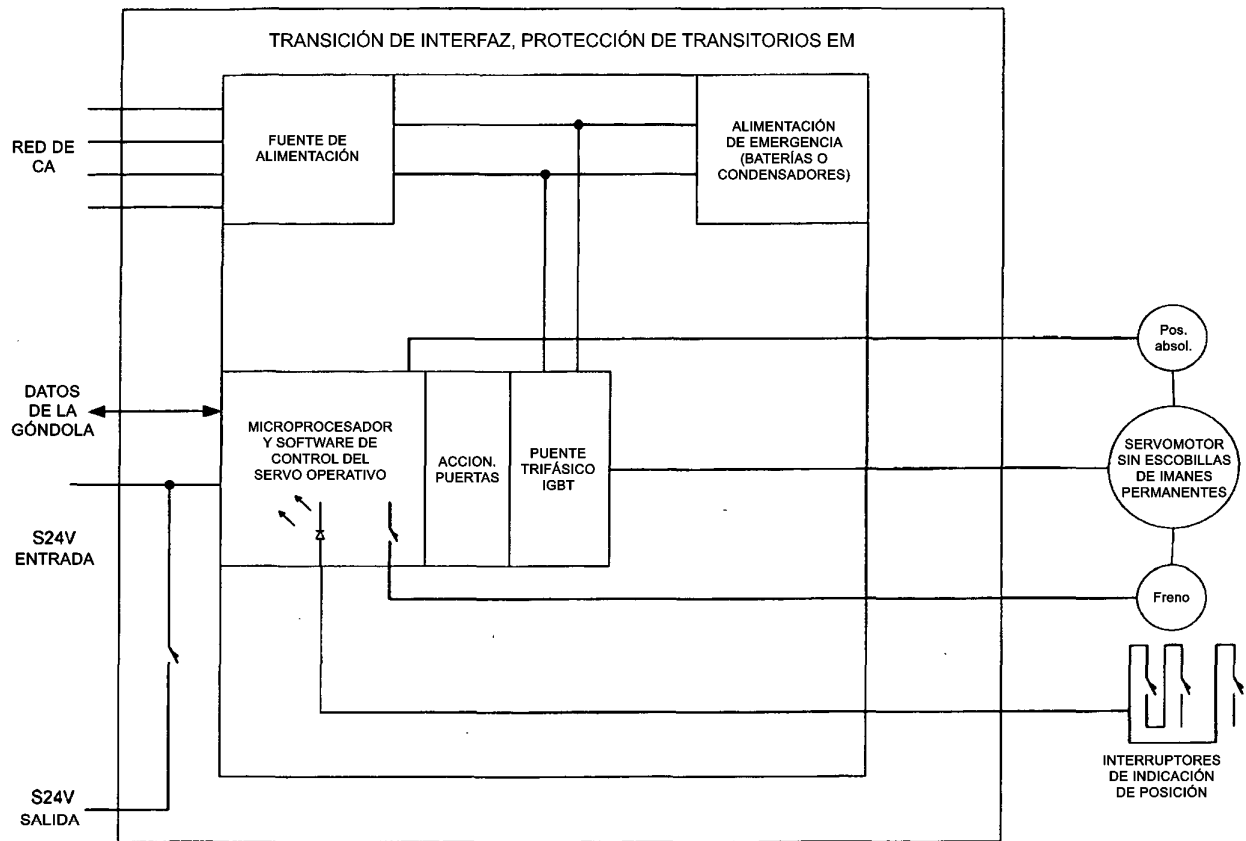 TRANSICIÓN DE INTERFAZ, PROTECCIÓN DE TRANSITORIOS EM
RED DE
CA
FUENTE DE
ALIMENTACIÓN
ALIMENTACIÓN
DE EMERGENCIA
(BATERÍAS O
CONDENSADORES)
Pos.
absol.
DATOS
DE LA
GÓNDOLA
MICROPROCESADOR
Y SOFTWARE DE
CONTROL DEL
SERVO OPERATIVO
ACCION.
PUERTAS
PUENTE
TRIFÁSICO
IGBT
SERVOMOTOR
SIN ESCOBILLAS
DE IMANES
PERMANENTES
S24V
ENTRADA
Freno
INTERRUPTORES
DE INDICACIÓN
DE POSICIÓN
S24V
SALIDA